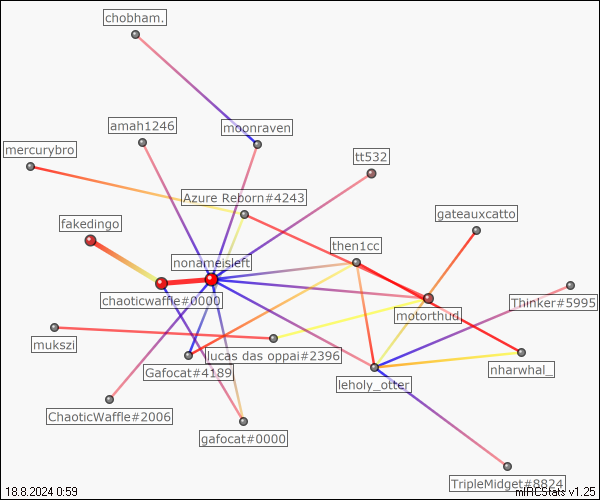 chobham.
amah1246
moonraven
mercurybro
tt532
Azure Reborn#4243
gateauxcatto
fakedingo
then1cc
nonameisleft
chaoticwaffle#0000
Thinker#5995
motorthud
mukszi
lucas das oppai#2396
Gafocat#4189
nharwhal_
leholy_otter
ChaoticWaffle#2006
gafocat#0000
TripleMidget#8824
18.8.2024 0:59
mIRCStats v1.25